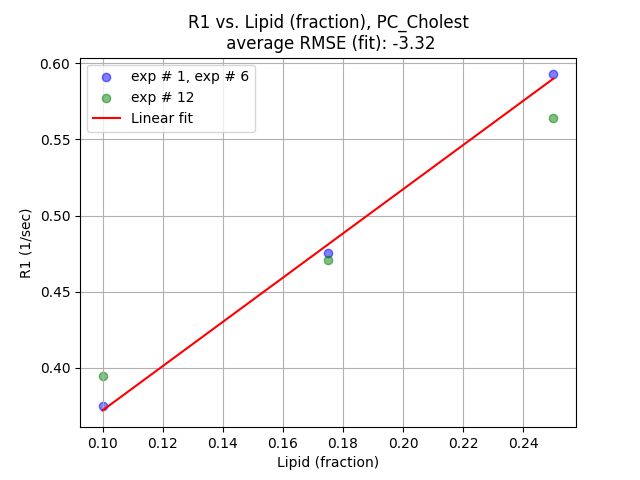 R1 vs. Lipid (fraction), PC_Cholest
average RMSE (fit): -3.32
exp # 1, exp # 6
exp # 12
Linear fit
R1 (1/sec)
0.60
0.55
0.50
0.45
0.40
0.10 0.12 0.14 0.16 0.18 0.20 0.22 0.24
Lipid (fraction)